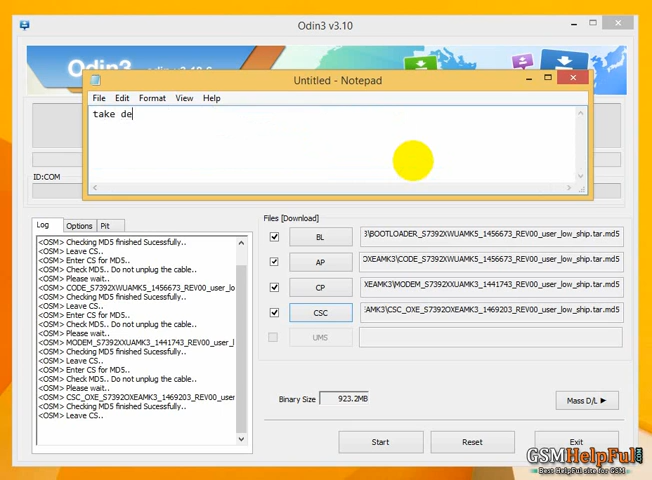 Odin3 v3.10
Odin3
Untitled - Notepad
File Edit Format View Help
take de
ID:COM
Log Options Pit
<OSM> Checking MD5 finished Sucessfully..
<OSM> Leave CS..
<OSM> Enter CS for MD5..
<OSM> Check MD5.. Do not unplug the cable..
<OSM> Please wait..
<OSM> CODE_S7392XWUAMK5_1456673_REV00_user_lo
<OSM> Checking MD5 finished Sucessfully..
<OSM> Leave CS..
<OSM> Enter CS for MD5..
<OSM> Check MD5.. Do not unplug the cable..
<OSM> Please wait..
<OSM> MODEM_S7392XXUAMK3_1441743_REV00_user_l
<OSM> Checking MD5 finished Sucessfully..
<OSM> Leave CS..
<OSM> Enter CS for MD5..
<OSM> Check MD5.. Do not unplug the cable..
<OSM> Please wait..
<OSM> CSC_OXE_S7392OXEAMK3_1469203_REV00_user
<OSM> Checking MD5 finished Sucessfully..
<OSM> Leave CS..
Files [Download]
BL 3\BOOTLOADER_S7392XWUAMK5_1456673_REV00_user_low_ship.tar.md5
AP OXEAMK3\CODE_S7392XWUAMK5_1456673_REV00_user_low_ship.tar.md5
CP AMK3\MODEM_S7392XXUAMK3_1441743_REV00_user_low_ship.tar.md5
CSC AMK3\CSC_OXE_S7392OXEAMK3_1469203_REV00_user_low_ship.tar.md5
UMS
Binary Size 923.2MB
Mass D/L
Start Reset Exit
GSMHelpFul.COM
Best HelpFul site for GSM